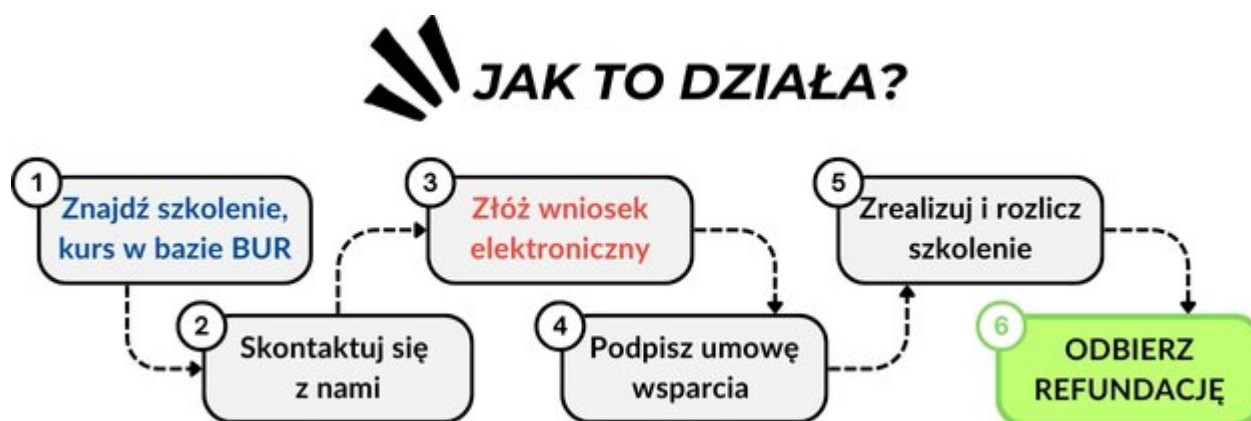 JAK TO DZIAŁA?
1
Znajdź szkolenie,
kurs w bazie BUR
2
Skontaktuj się
z nami
3
Złóż wniosek
elektroniczny
4
Podpisz umowę
wsparcia
5
Zrealizuj i rozlicz
szkolenie
6
ODBIERZ
REFUNDACJĘ